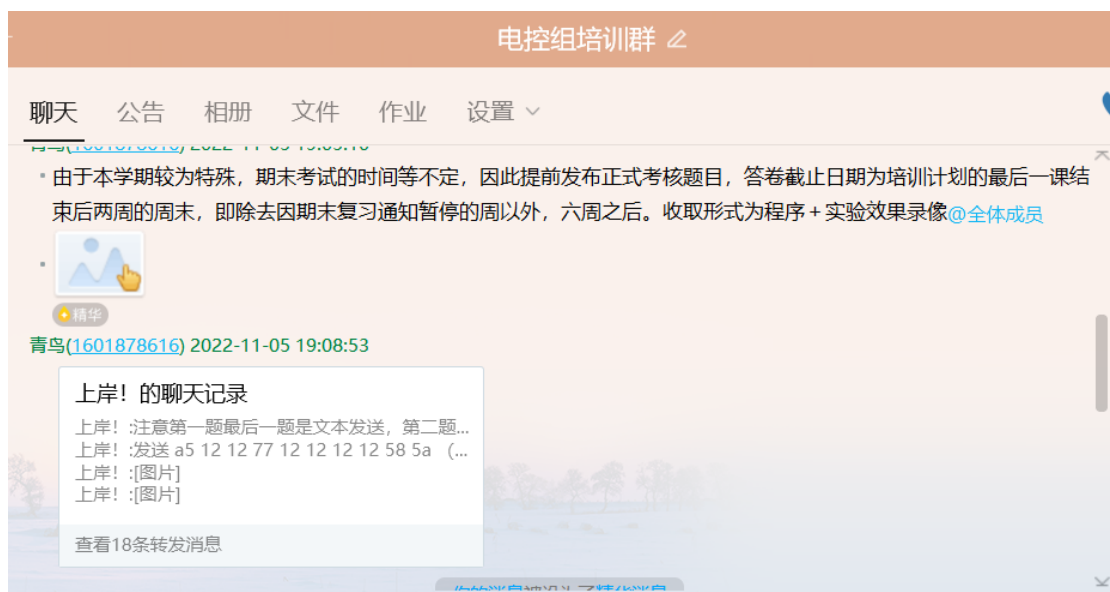 电控组培训群
聊天 公告 相册 文件 作业 设置
由于本学期较为特殊，期末考试的时间等不定，因此提前发布正式考核题目，答卷截止日期为培训计划的最后一课结
束后两周的周末，即除去因期末复习通知暂停的周以外，六周之后。收取形式为程序+实验效果录像@全体成员
精华
青鸟(1601878616) 2022-11-05 19:08:53
上岸！的聊天记录
上岸！:注意第一题最后一题是文本发送，第二题...
上岸！:发送 a5 12 12 77 12 12 12 12 58 5a （...
上岸！:[图片]
上岸！:[图片]
查看18条转发消息